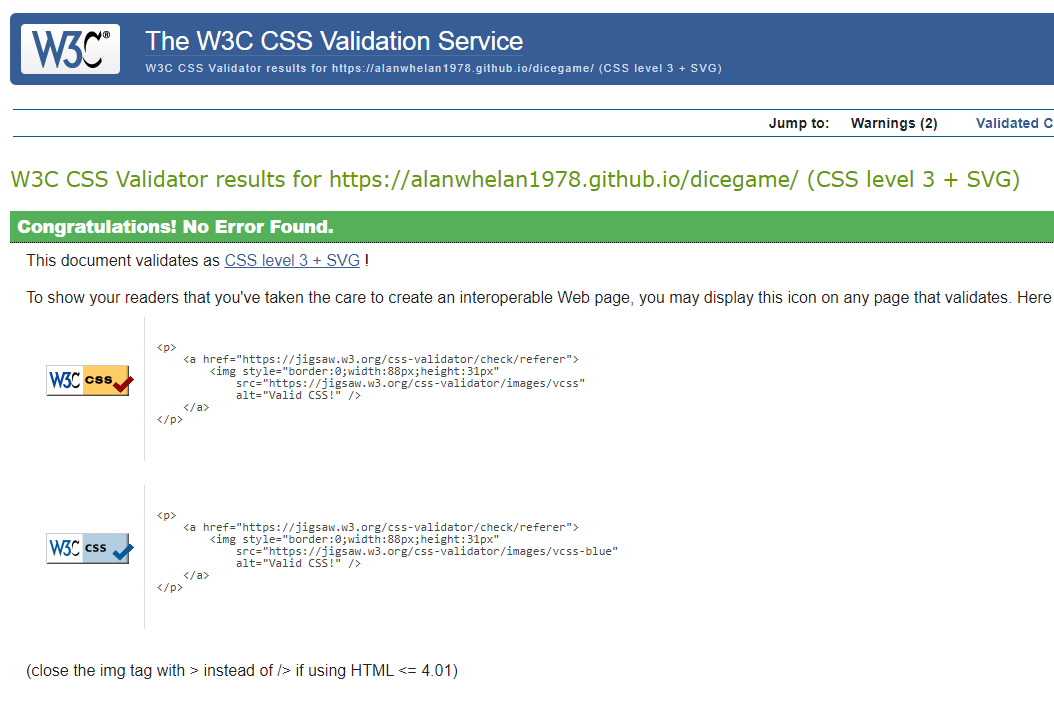 W3C®
The W3C CSS Validation Service
W3C CSS Validator results for https://alanwhelan1978.github.io/dicegame/ (CSS level 3 + SVG)
Jump to: Warnings (2) Validated C
W3C CSS Validator results for https://alanwhelan1978.github.io/dicegame/ (CSS level 3 + SVG)
Congratulations! No Error Found.
This document validates as CSS level 3 + SVG !
To show your readers that you've taken the care to create an interoperable Web page, you may display this icon on any page that validates. Here
<p>
<a href="https://jigsaw.w3.org/css-validator/check/referer">
<img style="border:0;width:88px;height:31px"
W3C css
src="https://jigsaw.w3.org/css-validator/images/vcss"
alt="Valid CSS!" />
</a>
</p>
<p>
<a href="https://jigsaw.w3.org/css-validator/check/referer">
<img style="border:0;width:88px;height:31px"
W3C css
src="https://jigsaw.w3.org/css-validator/images/vcss-blue"
alt="Valid CSS!" />
</a>
</p>
(close the img tag with > instead of /> if using HTML <= 4.01)